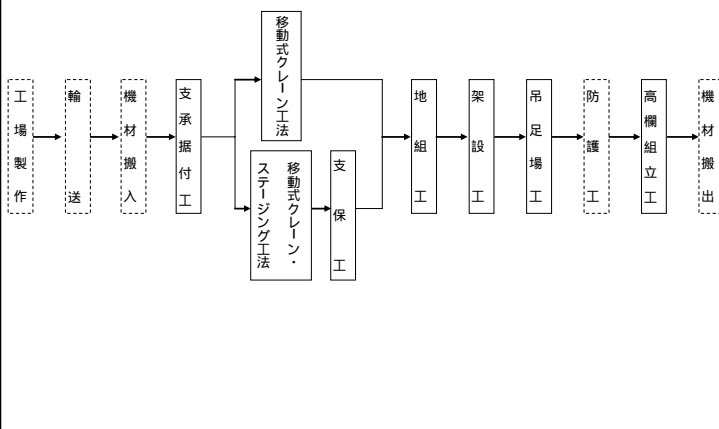 工場製作
輸送
機材搬入
支承据付工
移動式クレーン工法
移動式クレーン・
ステージング工法
支保工
地組工
架設工
吊足場工
防護工
高欄組立工
機材搬出